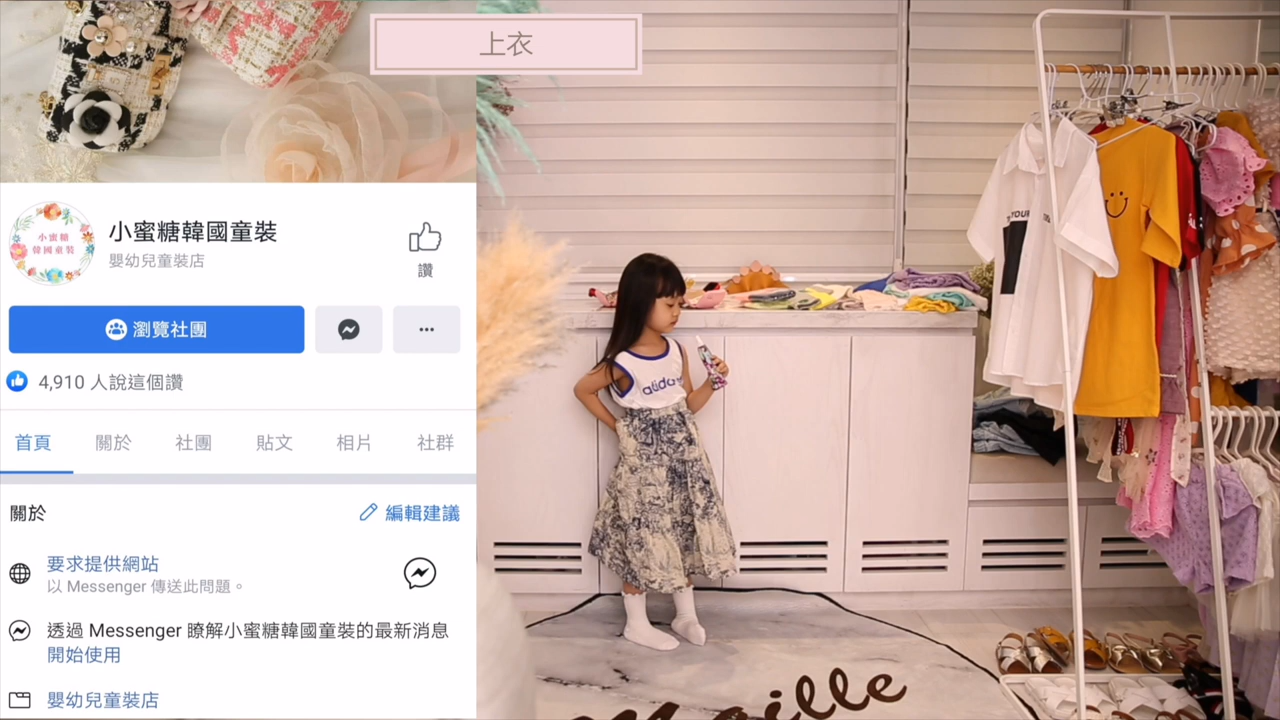 上衣
小蜜糖
韓國童裝
小蜜糖韓國童裝
嬰幼兒童裝店
讚
瀏覽社團
4,910 人說這個讚
首頁 關於 社團 貼文 相片 社群
關於
編輯建議
要求提供網站
以 Messenger 傳送此問題。
透過 Messenger 瞭解小蜜糖韓國童裝的最新消息
開始使用
嬰幼兒童裝店